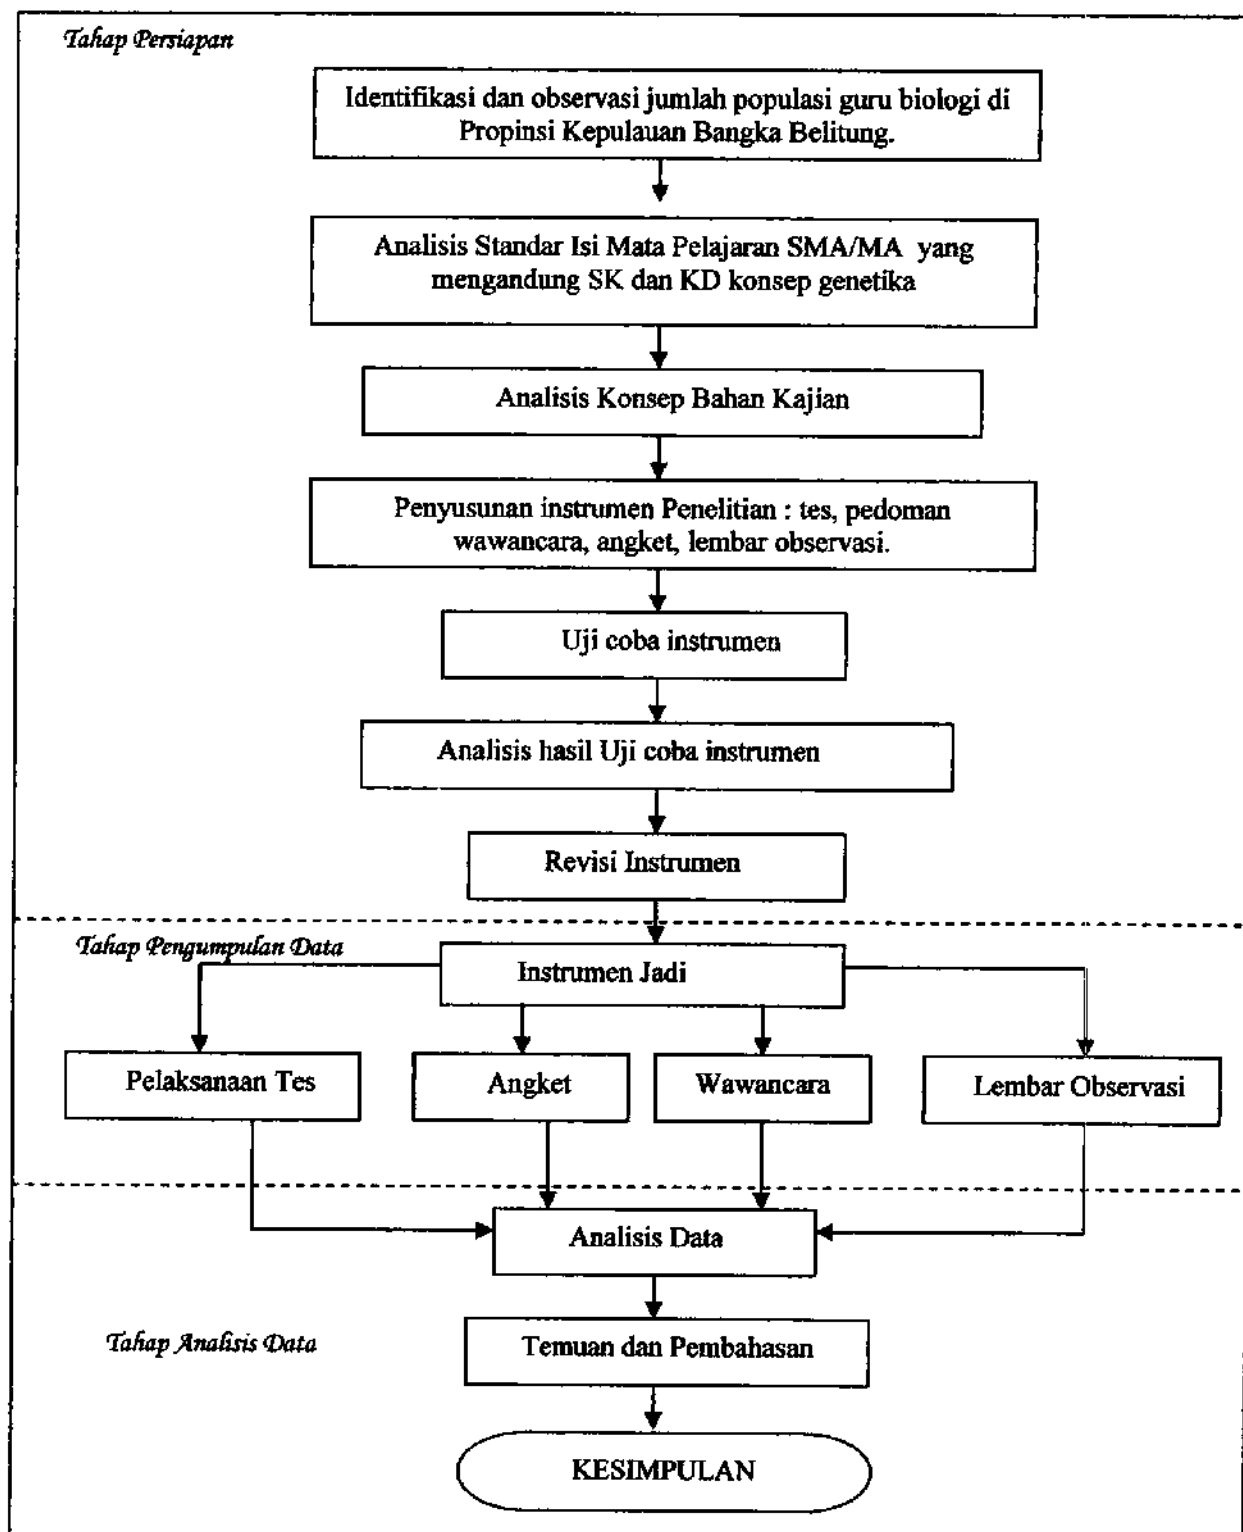 Tahap Persiapan
Identifikasi dan observasi jumlah populasi guru biologi di
Propinsi Kepulauan Bangka Belitung.
Analisis Standar Isi Mata Pelajaran SMA/MA yang
mengandung SK dan KD konsep genetika
Analisis Konsep Bahan Kajian
Penyusunan instrumen Penelitian : tes, pedoman
wawancara, angket, lembar observasi.
Uji coba instrumen
Analisis hasil Uji coba instrumen
Revisi Instrumen
Tahap Pengumpulan Data
Instrumen Jadi
Pelaksanaan Tes
Angket
Wawancara
Lembar Observasi
Analisis Data
Tahap Analisis Data
Temuan dan Pembahasan
KESIMPULAN